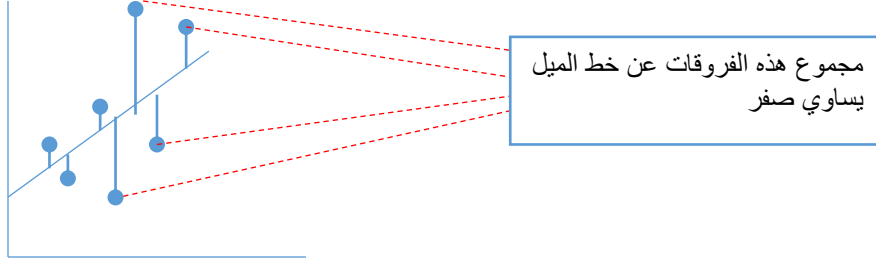 مجموع هذه الفروقات عن خط الميل
يساوي صفر